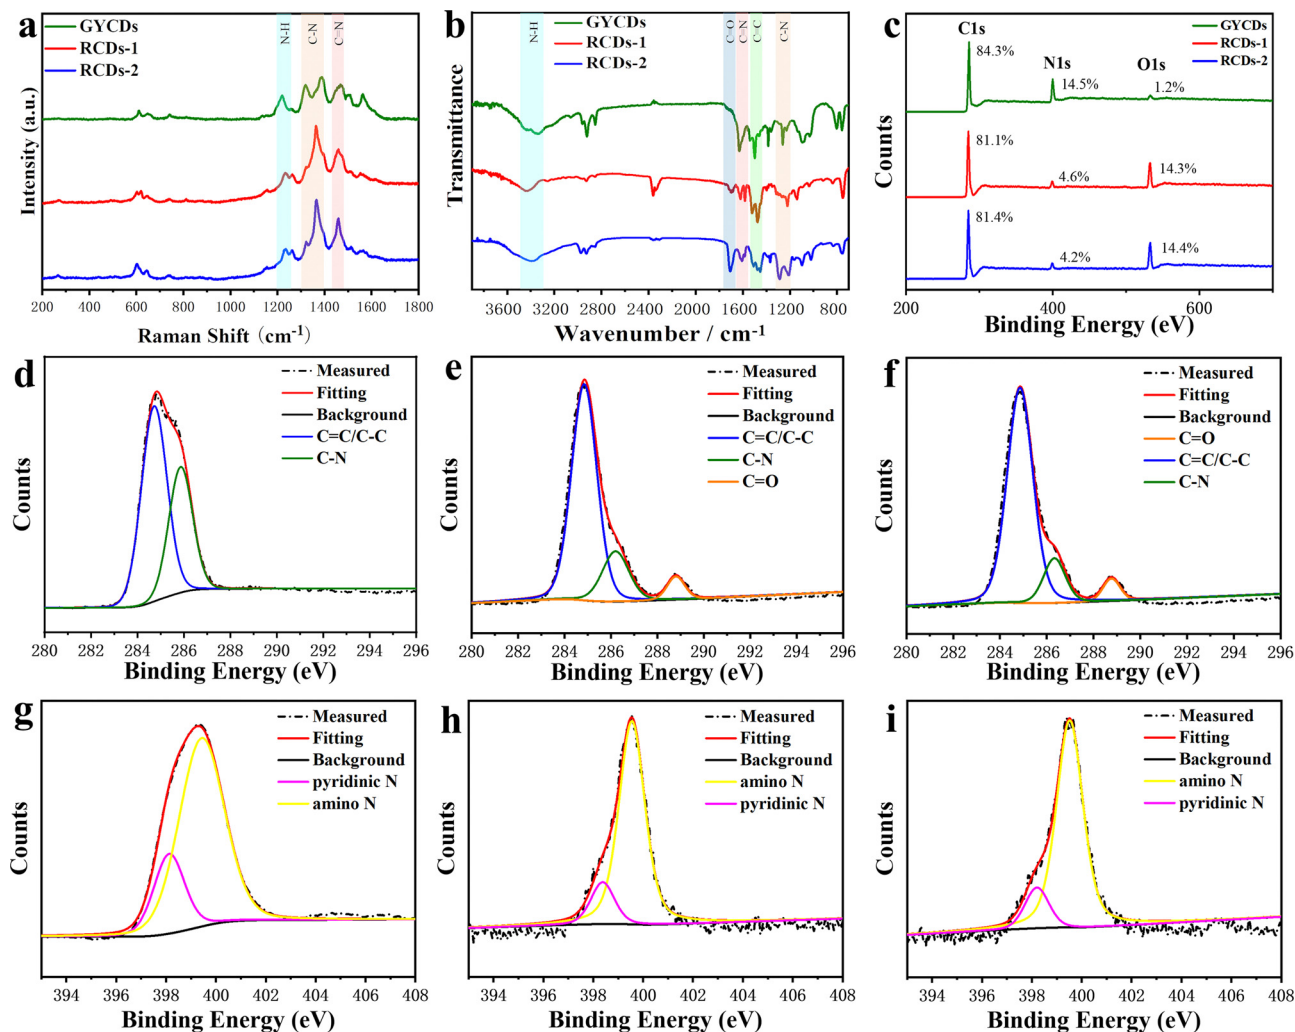 a
GYCDs
RCDs-1
RCDs-2
N-H
C-N
C=N
Intensity (a.u.)
200 400 600 800 1000 1200 1400 1600 1800
Raman Shift (cm⁻¹)
b
GYCDs
RCDs-1
RCDs-2
N-H
C=O
C=N
C=C
C-N
Transmittance
3600 3200 2800 2400 2000 1600 1200 800
Wavenumber / cm⁻¹
c
GYCDs
RCDs-1
RCDs-2
C1s
N1s
O1s
84.3%
14.5%
1.2%
81.1%
4.6%
14.3%
81.4%
4.2%
14.4%
Counts
200 400 600
Binding Energy (eV)
d
Measured
Fitting
Background
C=C/C-C
C-N
Counts
280 282 284 286 288 290 292 294 296
Binding Energy (eV)
e
Measured
Fitting
Background
C=C/C-C
C-N
C=O
Counts
280 282 284 286 288 290 292 294 296
Binding Energy (eV)
f
Measured
Fitting
Background
C=O
C=C/C-C
C-N
Counts
280 282 284 286 288 290 292 294 296
Binding Energy (eV)
g
Measured
Fitting
Background
pyridinic N
amino N
Counts
394 396 398 400 402 404 406 408
Binding Energy (eV)
h
Measured
Fitting
Background
amino N
pyridinic N
Counts
394 396 398 400 402 404 406 408
Binding Energy (eV)
i
Measured
Fitting
Background
amino N
pyridinic N
Counts
394 396 398 400 402 404 406 408
Binding Energy (eV)